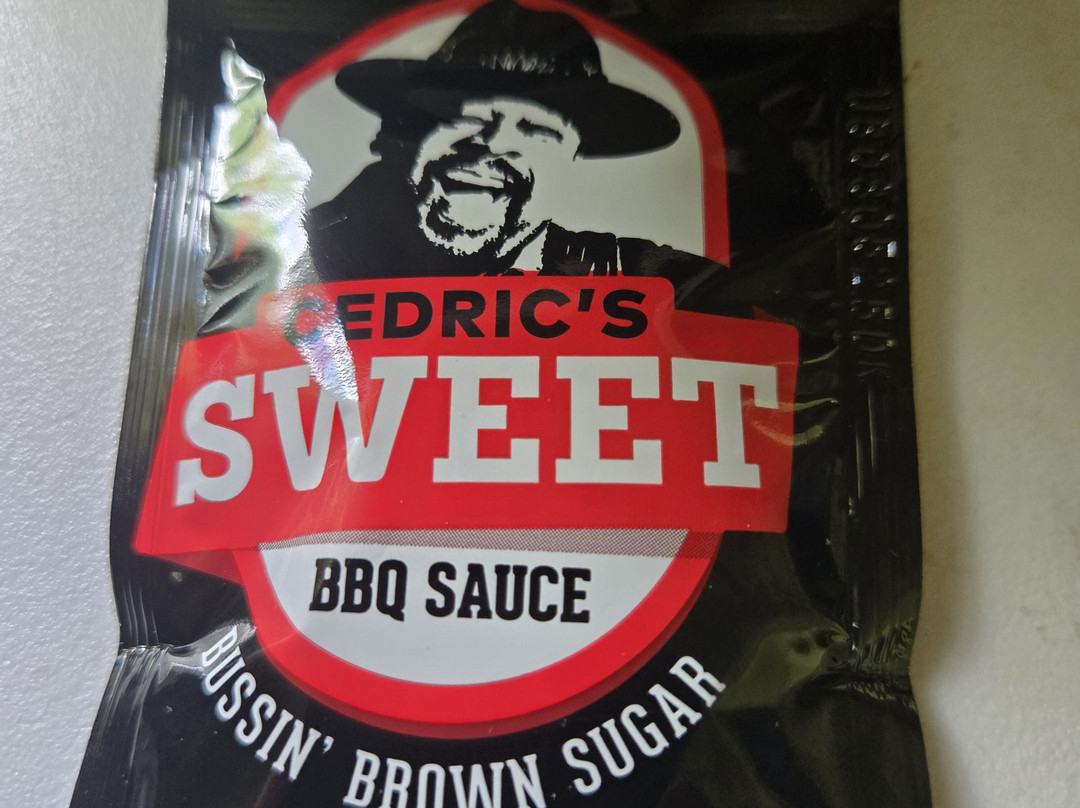 CEDRIC'S
SWEET
BBQ SAUCE
BUSSIN' BROWN SUGAR